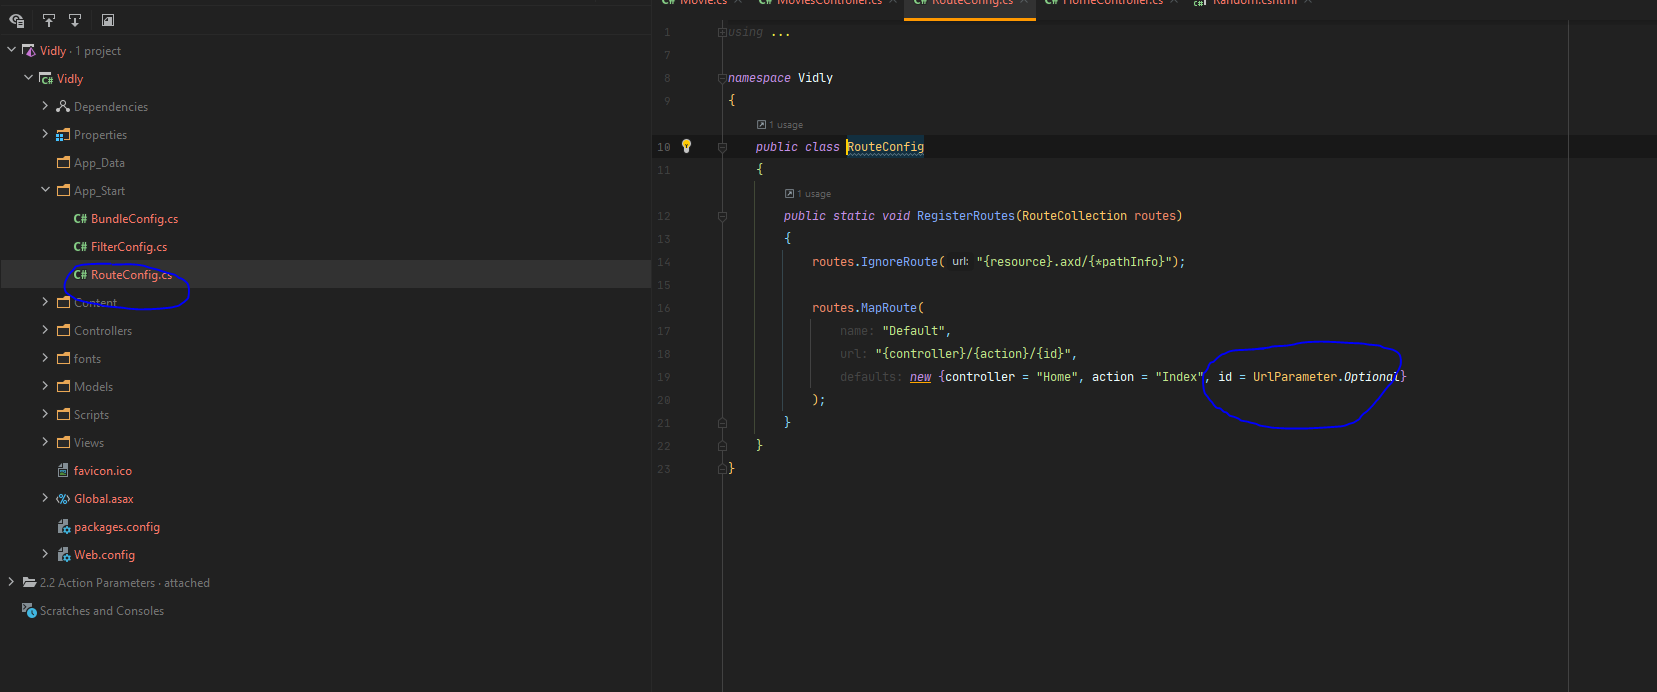 Movie.cs
MoviesController.cs
RouteConfig.cs
HomeController.cs
Random.cshtml
Vidly · 1 project
Vidly
Dependencies
Properties
App_Data
App_Start
C# BundleConfig.cs
C# FilterConfig.cs
C# RouteConfig.cs
Content
Controllers
fonts
Models
Scripts
Views
favicon.ico
Global.asax
packages.config
Web.config
2.2 Action Parameters · attached
Scratches and Consoles
1 using ...
7
8 namespace Vidly
9 {
1 usage
10 public class RouteConfig
11 {
1 usage
12 public static void RegisterRoutes(RouteCollection routes)
13 {
14 routes.IgnoreRoute( url: "{resource}.axd/{*pathInfo}");
15
16 routes.MapRoute(
17 name: "Default",
18 url: "{controller}/{action}/{id}",
19 defaults: new {controller = "Home", action = "Index", id = UrlParameter.Optional}
20 );
21 }
22 }
23 }